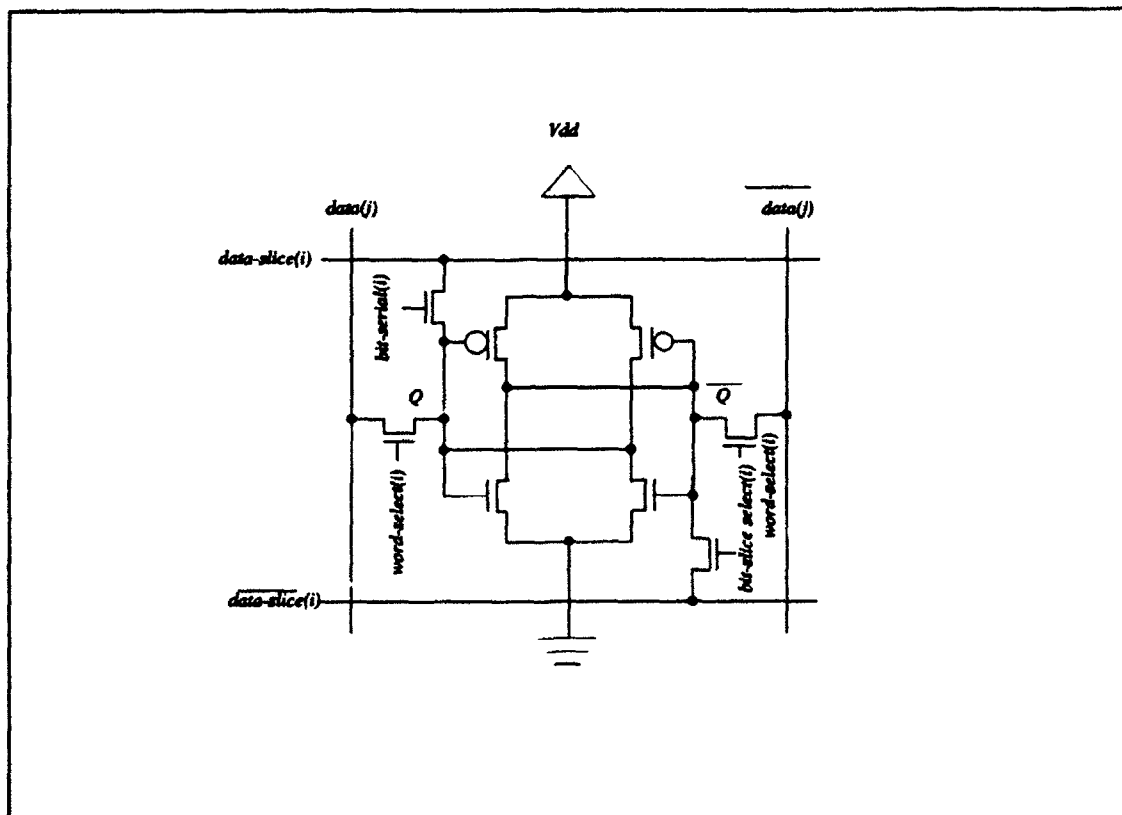 Vdd
data(j)
data(j)
data-slice(i)
bit-serial(i)
Q
Q
word-select(i)
bit-slice select(i)
word-select(i)
data-slice(i)